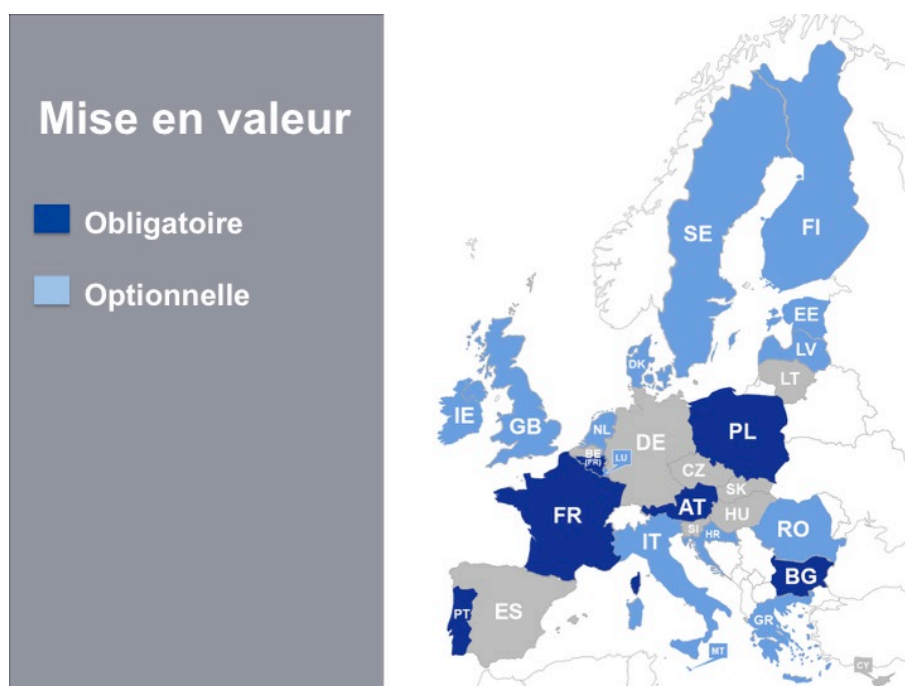 Mise en valeur
Obligatoire
Optionnelle
SE
FI
EE
LV
LT
DK
IE
GB
NL
DE
PL
BE
(FR)
LU
CZ
SK
FR
AT
HU
SI
HR
IT
RO
BG
PT
ES
GR
MT
CY